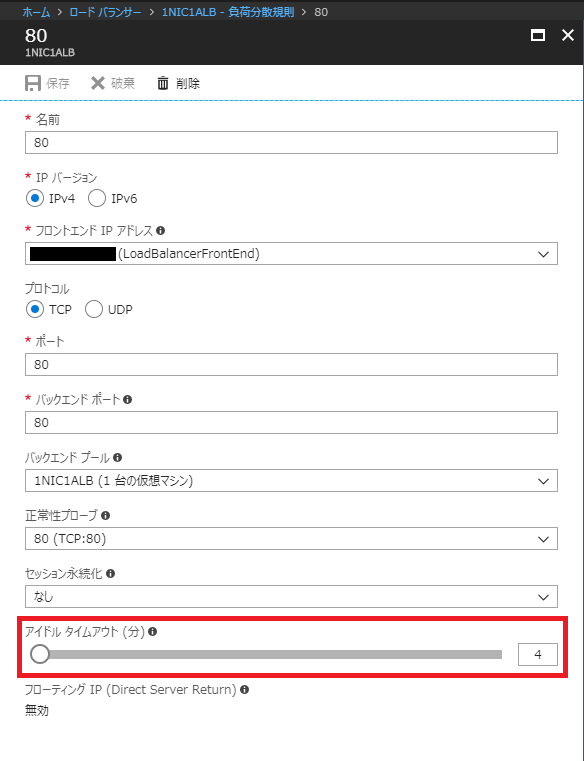 ホーム > ロード バランサー > 1NIC1ALB - 負荷分散規則 > 80
80
1NIC1ALB
保存 破棄 削除
* 名前
80
* IP バージョン
IPv4 IPv6
* フロントエンド IP アドレス
(LoadBalancerFrontEnd)
プロトコル
TCP UDP
* ポート
80
* バックエンド ポート
80
バックエンド プール
1NIC1ALB (1 台の仮想マシン)
正常性プローブ
80 (TCP:80)
セッション永続化
なし
アイドル タイムアウト (分)
4
フローティング IP (Direct Server Return)
無効